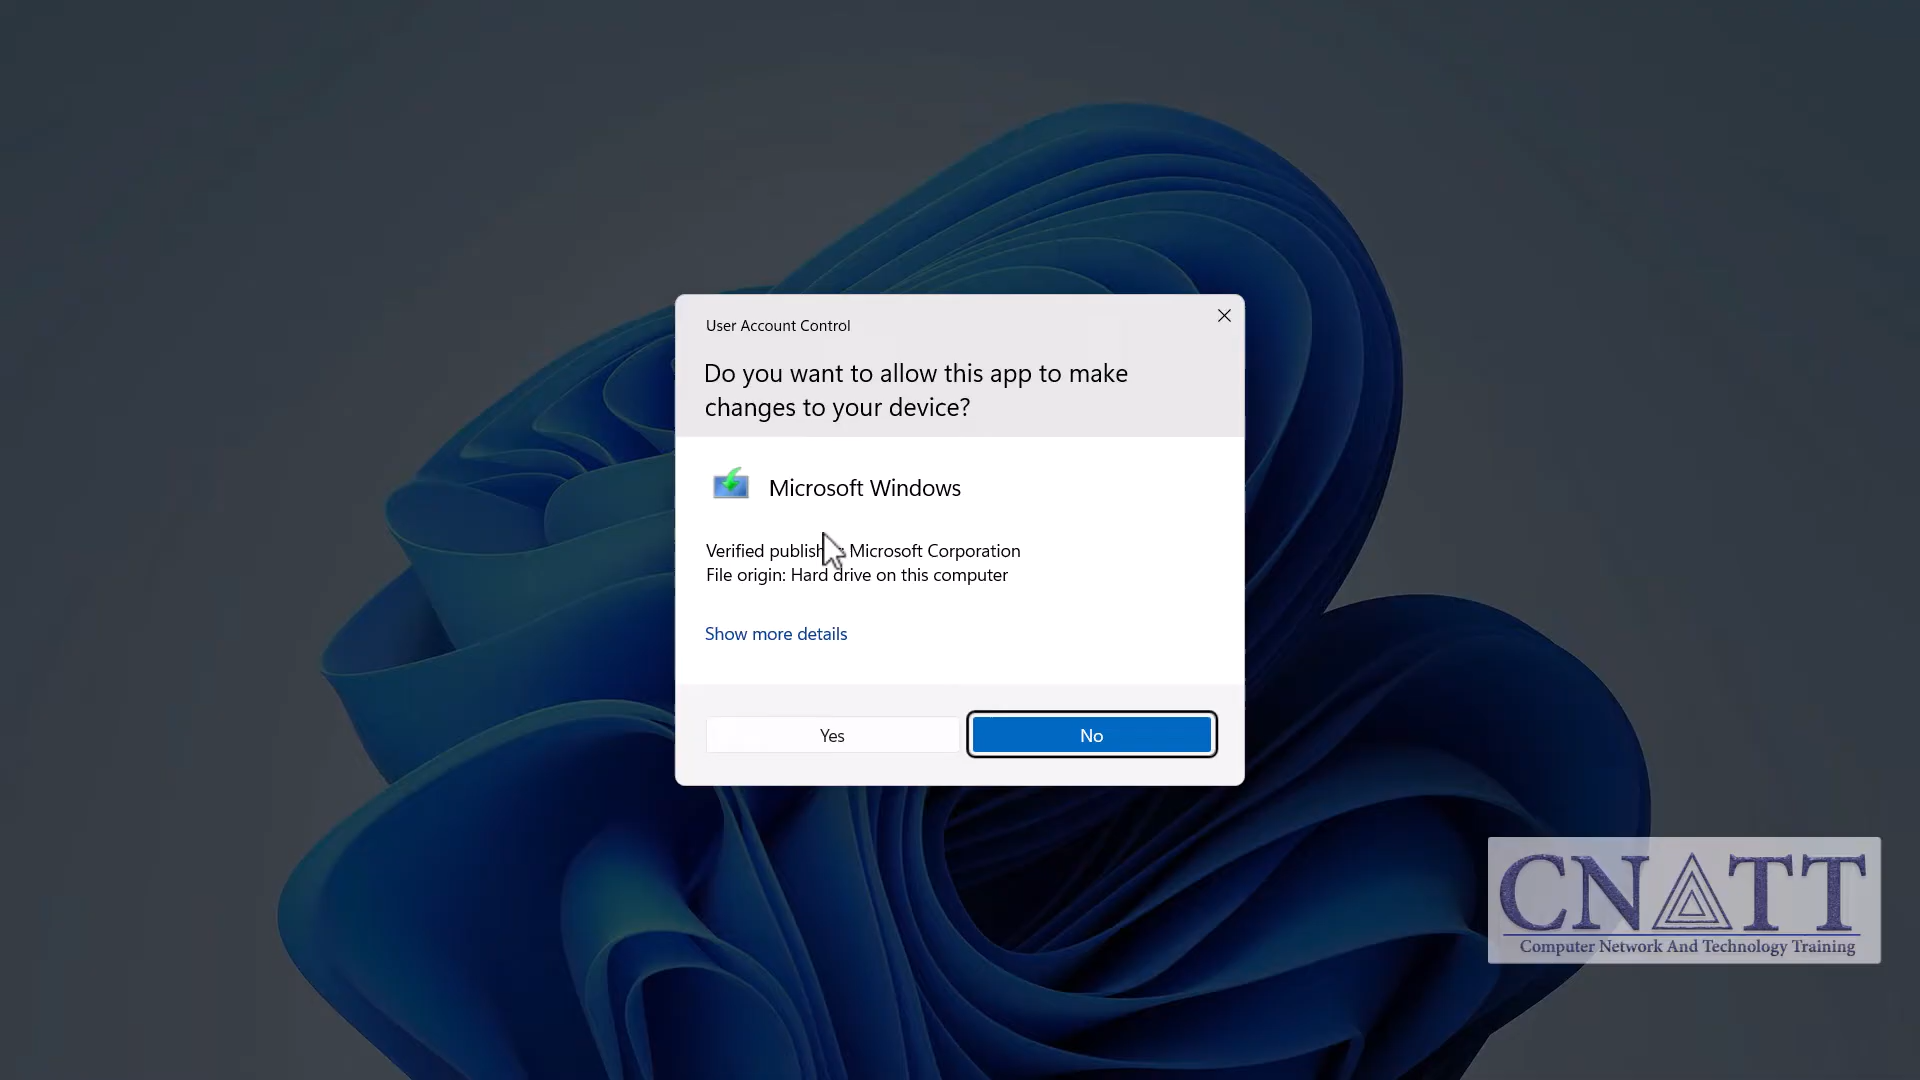 User Account Control
Do you want to allow this app to make
changes to your device?
Microsoft Windows
Verified publish Microsoft Corporation
File origin: Hard drive on this computer
Show more details
Yes
No
CNATT
Computer Network And Technology Training